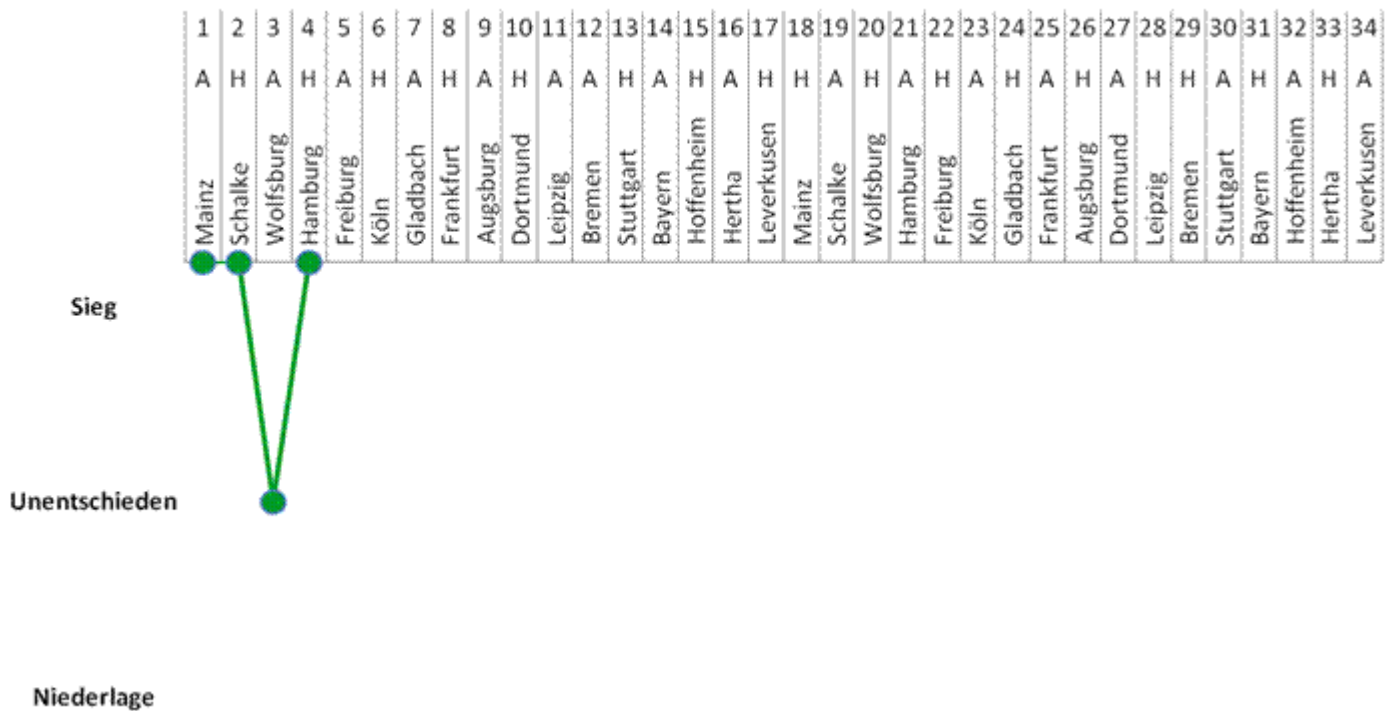 1 2 3 4 5 6 7 8 9 10 11 12 13 14 15 16 17 18 19 20 21 22 23 24 25 26 27 28 29 30 31 32 33 34
A H A H A H A H A H A A H A H A H H A H A H A H A H A H H A H A H A
Mainz Schalke Wolfsburg Hamburg Freiburg Köln Gladbach Frankfurt Augsburg Dortmund Leipzig Bremen Stuttgart Bayern Hoffenheim Hertha Leverkusen Mainz Schalke Wolfsburg Hamburg Freiburg Köln Gladbach Frankfurt Augsburg Dortmund Leipzig Bremen Stuttgart Bayern Hoffenheim Hertha Leverkusen
Sieg
Unentschieden
Niederlage